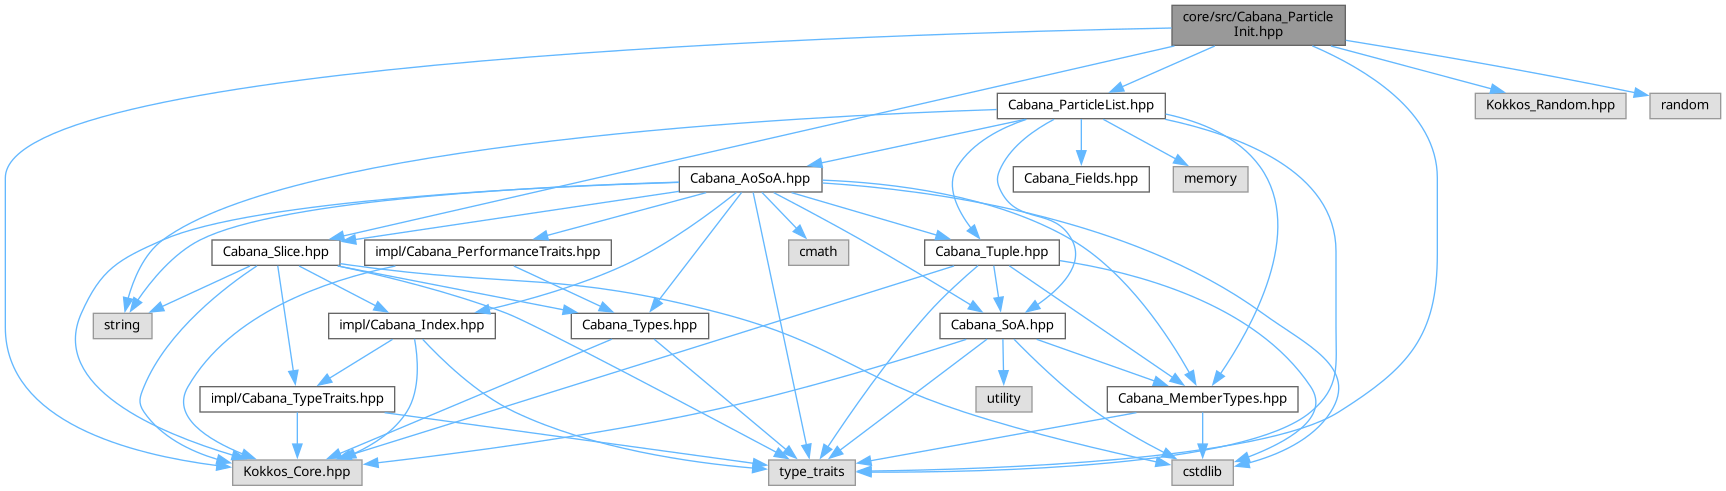 core/src/Cabana_Particle
Init.hpp
Cabana_ParticleList.hpp
Kokkos_Random.hpp
random
Cabana_AoSoA.hpp
Cabana_Fields.hpp
memory
Cabana_Slice.hpp
impl/Cabana_PerformanceTraits.hpp
cmath
Cabana_Tuple.hpp
string
impl/Cabana_Index.hpp
Cabana_Types.hpp
Cabana_SoA.hpp
impl/Cabana_TypeTraits.hpp
utility
Cabana_MemberTypes.hpp
Kokkos_Core.hpp
type_traits
cstdlib